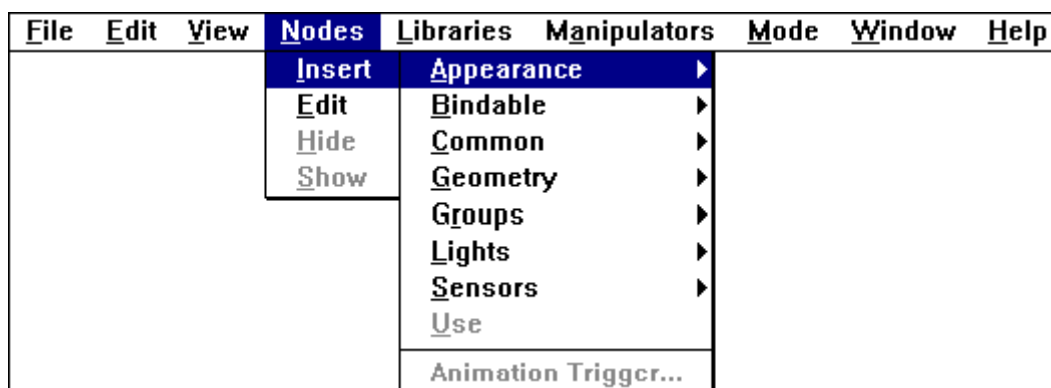 File Edit View Nodes Libraries Manipulators Mode Window Help
Insert Appearance
Edit Bindable
Hide Common
Show Geometry
Groups
Lights
Sensors
Use
Animation Trigger...